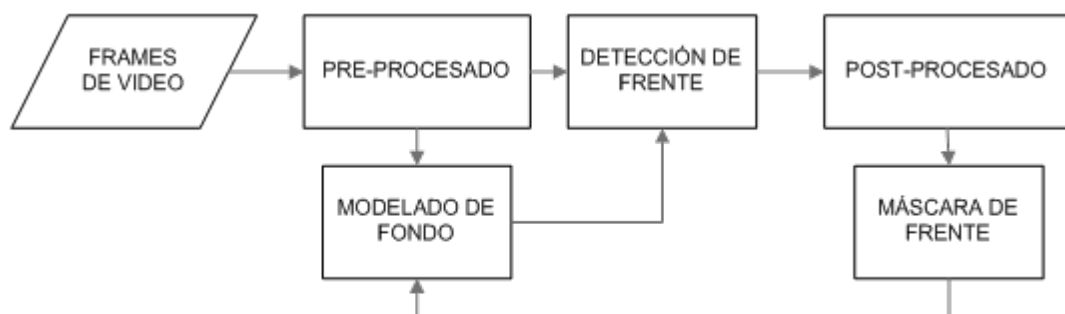 FRAMES
DE VIDEO
PRE-PROCESADO
DETECCIÓN DE
FRENTE
POST-PROCESADO
MODELADO DE
FONDO
MÁSCARA DE
FRENTE